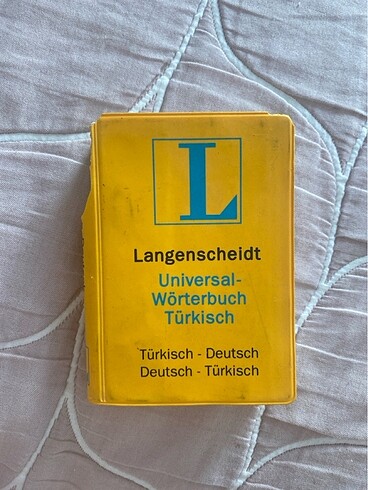 L
Langenscheidt
Universal-
Wörterbuch
Türkisch
Türkisch - Deutsch
Deutsch - Türkisch